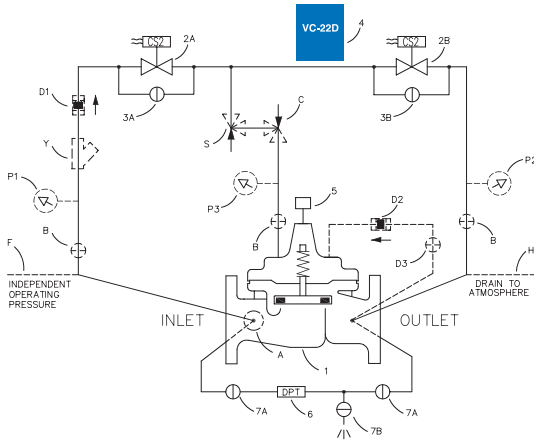 CS2
2A
VC-22D
4
CS2
2B
D1
3A
3B
C
S
Y
P1
P3
5
D2
P2
B
B
B
D3
F
H
INDEPENDENT
OPERATING
PRESSURE
DRAIN TO
ATMOSPHERE
INLET
OUTLET
A
1
7A
DPT
6
7A
7B